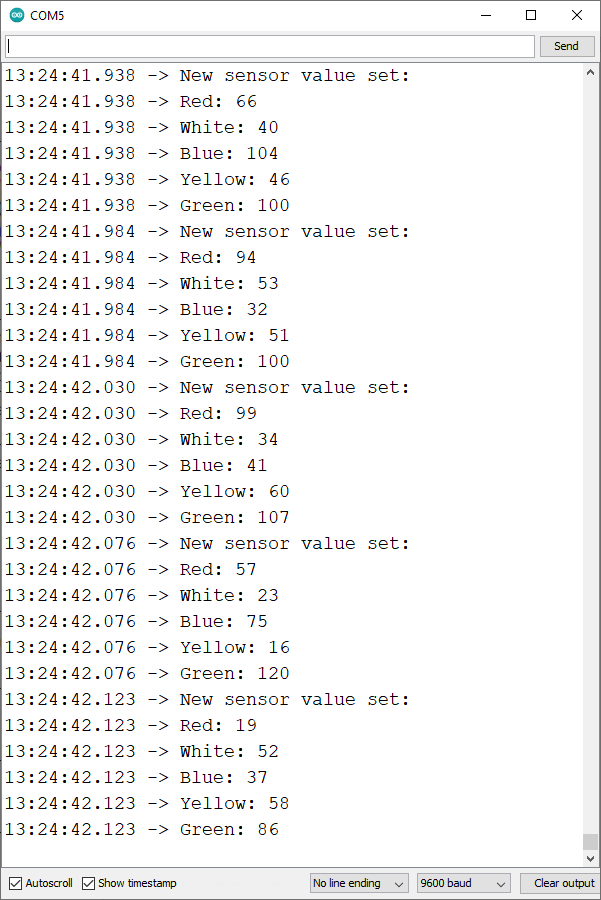 COM5
Send
13:24:41.938 -> New sensor value set:
13:24:41.938 -> Red: 66
13:24:41.938 -> White: 40
13:24:41.938 -> Blue: 104
13:24:41.938 -> Yellow: 46
13:24:41.938 -> Green: 100
13:24:41.984 -> New sensor value set:
13:24:41.984 -> Red: 94
13:24:41.984 -> White: 53
13:24:41.984 -> Blue: 32
13:24:41.984 -> Yellow: 51
13:24:41.984 -> Green: 100
13:24:42.030 -> New sensor value set:
13:24:42.030 -> Red: 99
13:24:42.030 -> White: 34
13:24:42.030 -> Blue: 41
13:24:42.030 -> Yellow: 60
13:24:42.030 -> Green: 107
13:24:42.076 -> New sensor value set:
13:24:42.076 -> Red: 57
13:24:42.076 -> White: 23
13:24:42.076 -> Blue: 75
13:24:42.076 -> Yellow: 16
13:24:42.076 -> Green: 120
13:24:42.123 -> New sensor value set:
13:24:42.123 -> Red: 19
13:24:42.123 -> White: 52
13:24:42.123 -> Blue: 37
13:24:42.123 -> Yellow: 58
13:24:42.123 -> Green: 86
Autoscroll Show timestamp No line ending 9600 baud Clear output